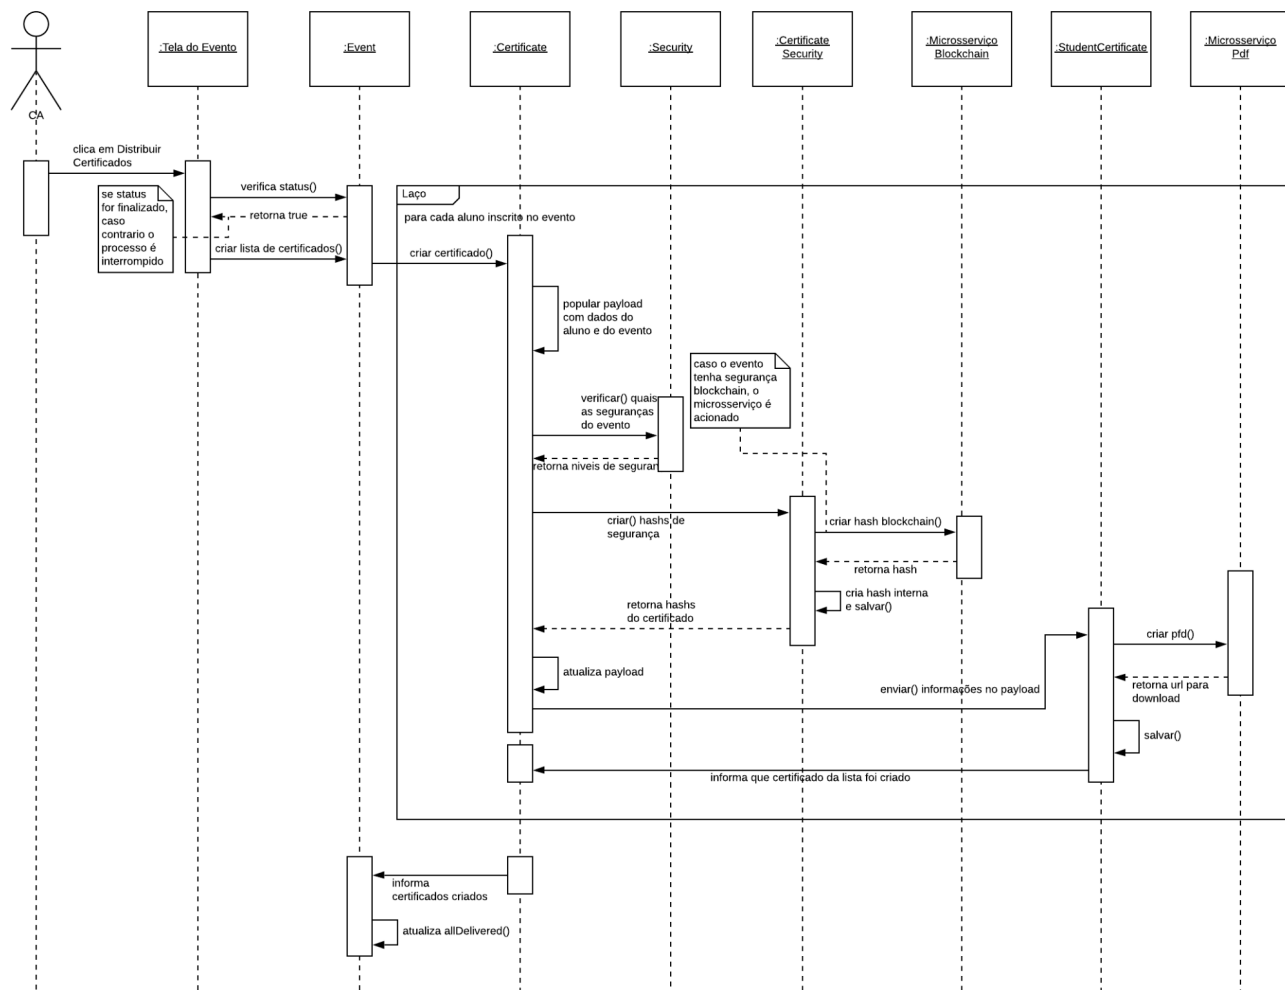 CA
:Tela do Evento
:Event
:Certificate
:Security
:Certificate
Security
:Microsserviço
Blockchain
:StudentCertificate
:Microsserviço
Pdf
clica em Distribuir
Certificados
se status
for finalizado,
caso
contrario o
processo é
interrompido
verifica status()
retorna true
criar lista de certificados()
Laço
para cada aluno inscrito no evento
criar certificado()
popular payload
com dados do
aluno e do evento
caso o evento
tenha segurança
blockchain, o
microsserviço é
acionado
verificar() quais
as seguranças
do evento
retorna niveis de seguran
criar() hashs de
segurança
criar hash blockchain()
retorna hash
cria hash interna
e salvar()
retorna hashs
do certificado
criar pfd()
atualiza payload
enviar() informações no payload
retorna url para
download
salvar()
informa que certificado da lista foi criado
informa
certificados criados
atualiza allDelivered()